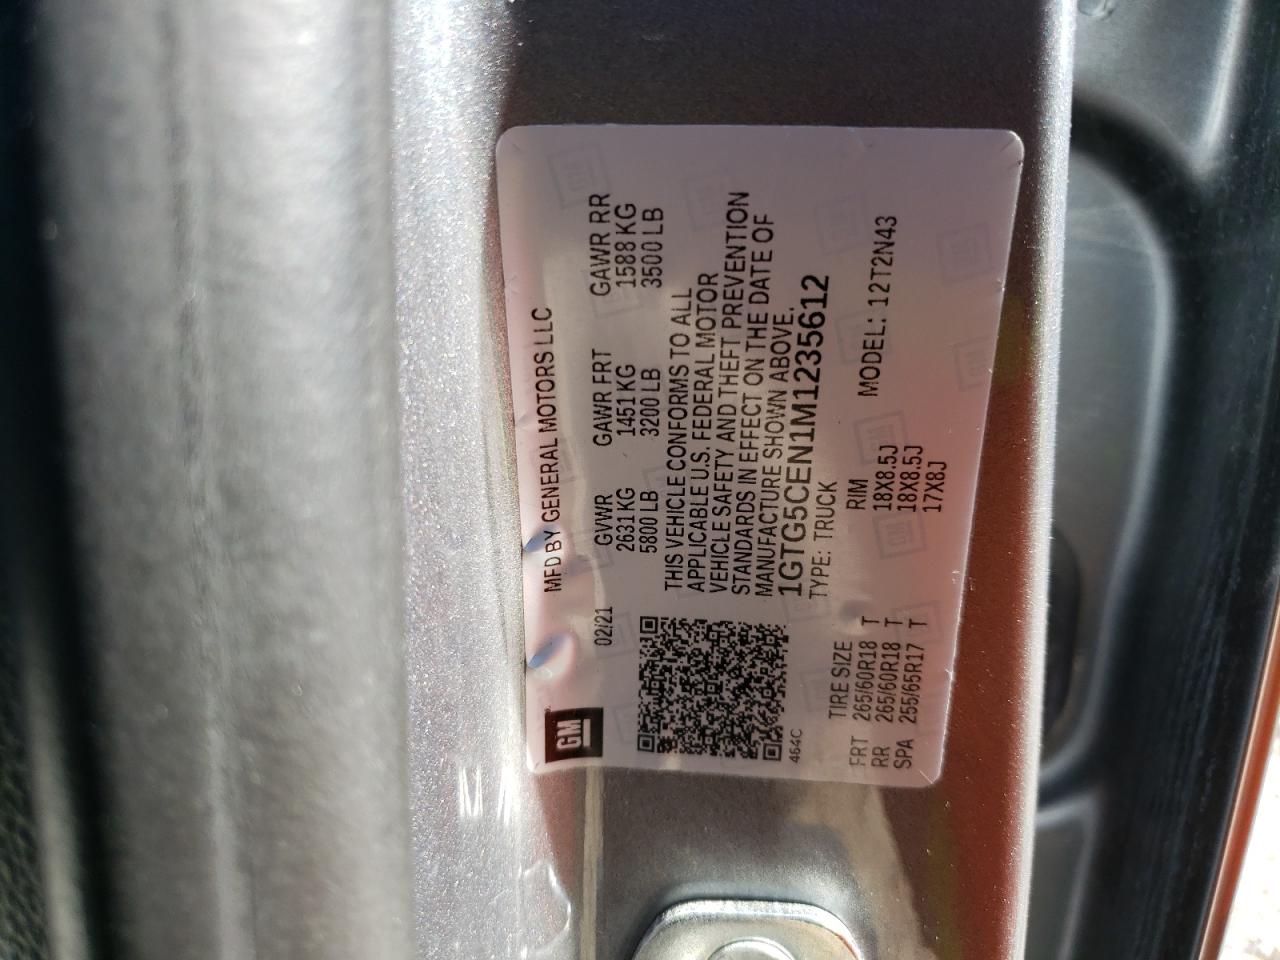 GM
MFD BY GENERAL MOTORS LLC
02/21 GVWR GAWR FRT GAWR RR
2631 KG 1451 KG 1588 KG
5800 LB 3200 LB 3500 LB
THIS VEHICLE CONFORMS TO ALL
APPLICABLE U.S. FEDERAL MOTOR
VEHICLE SAFETY AND THEFT PREVENTION
STANDARDS IN EFFECT ON THE DATE OF
MANUFACTURE SHOWN ABOVE.
1GTG5CEN1M1235612
464C TYPE: TRUCK
TIRE SIZE RIM MODEL: 12T2N43
FRT 265/60R18 T 18X8.5J
RR 265/60R18 T 18X8.5J
SPA 255/65R17 T 17X8J